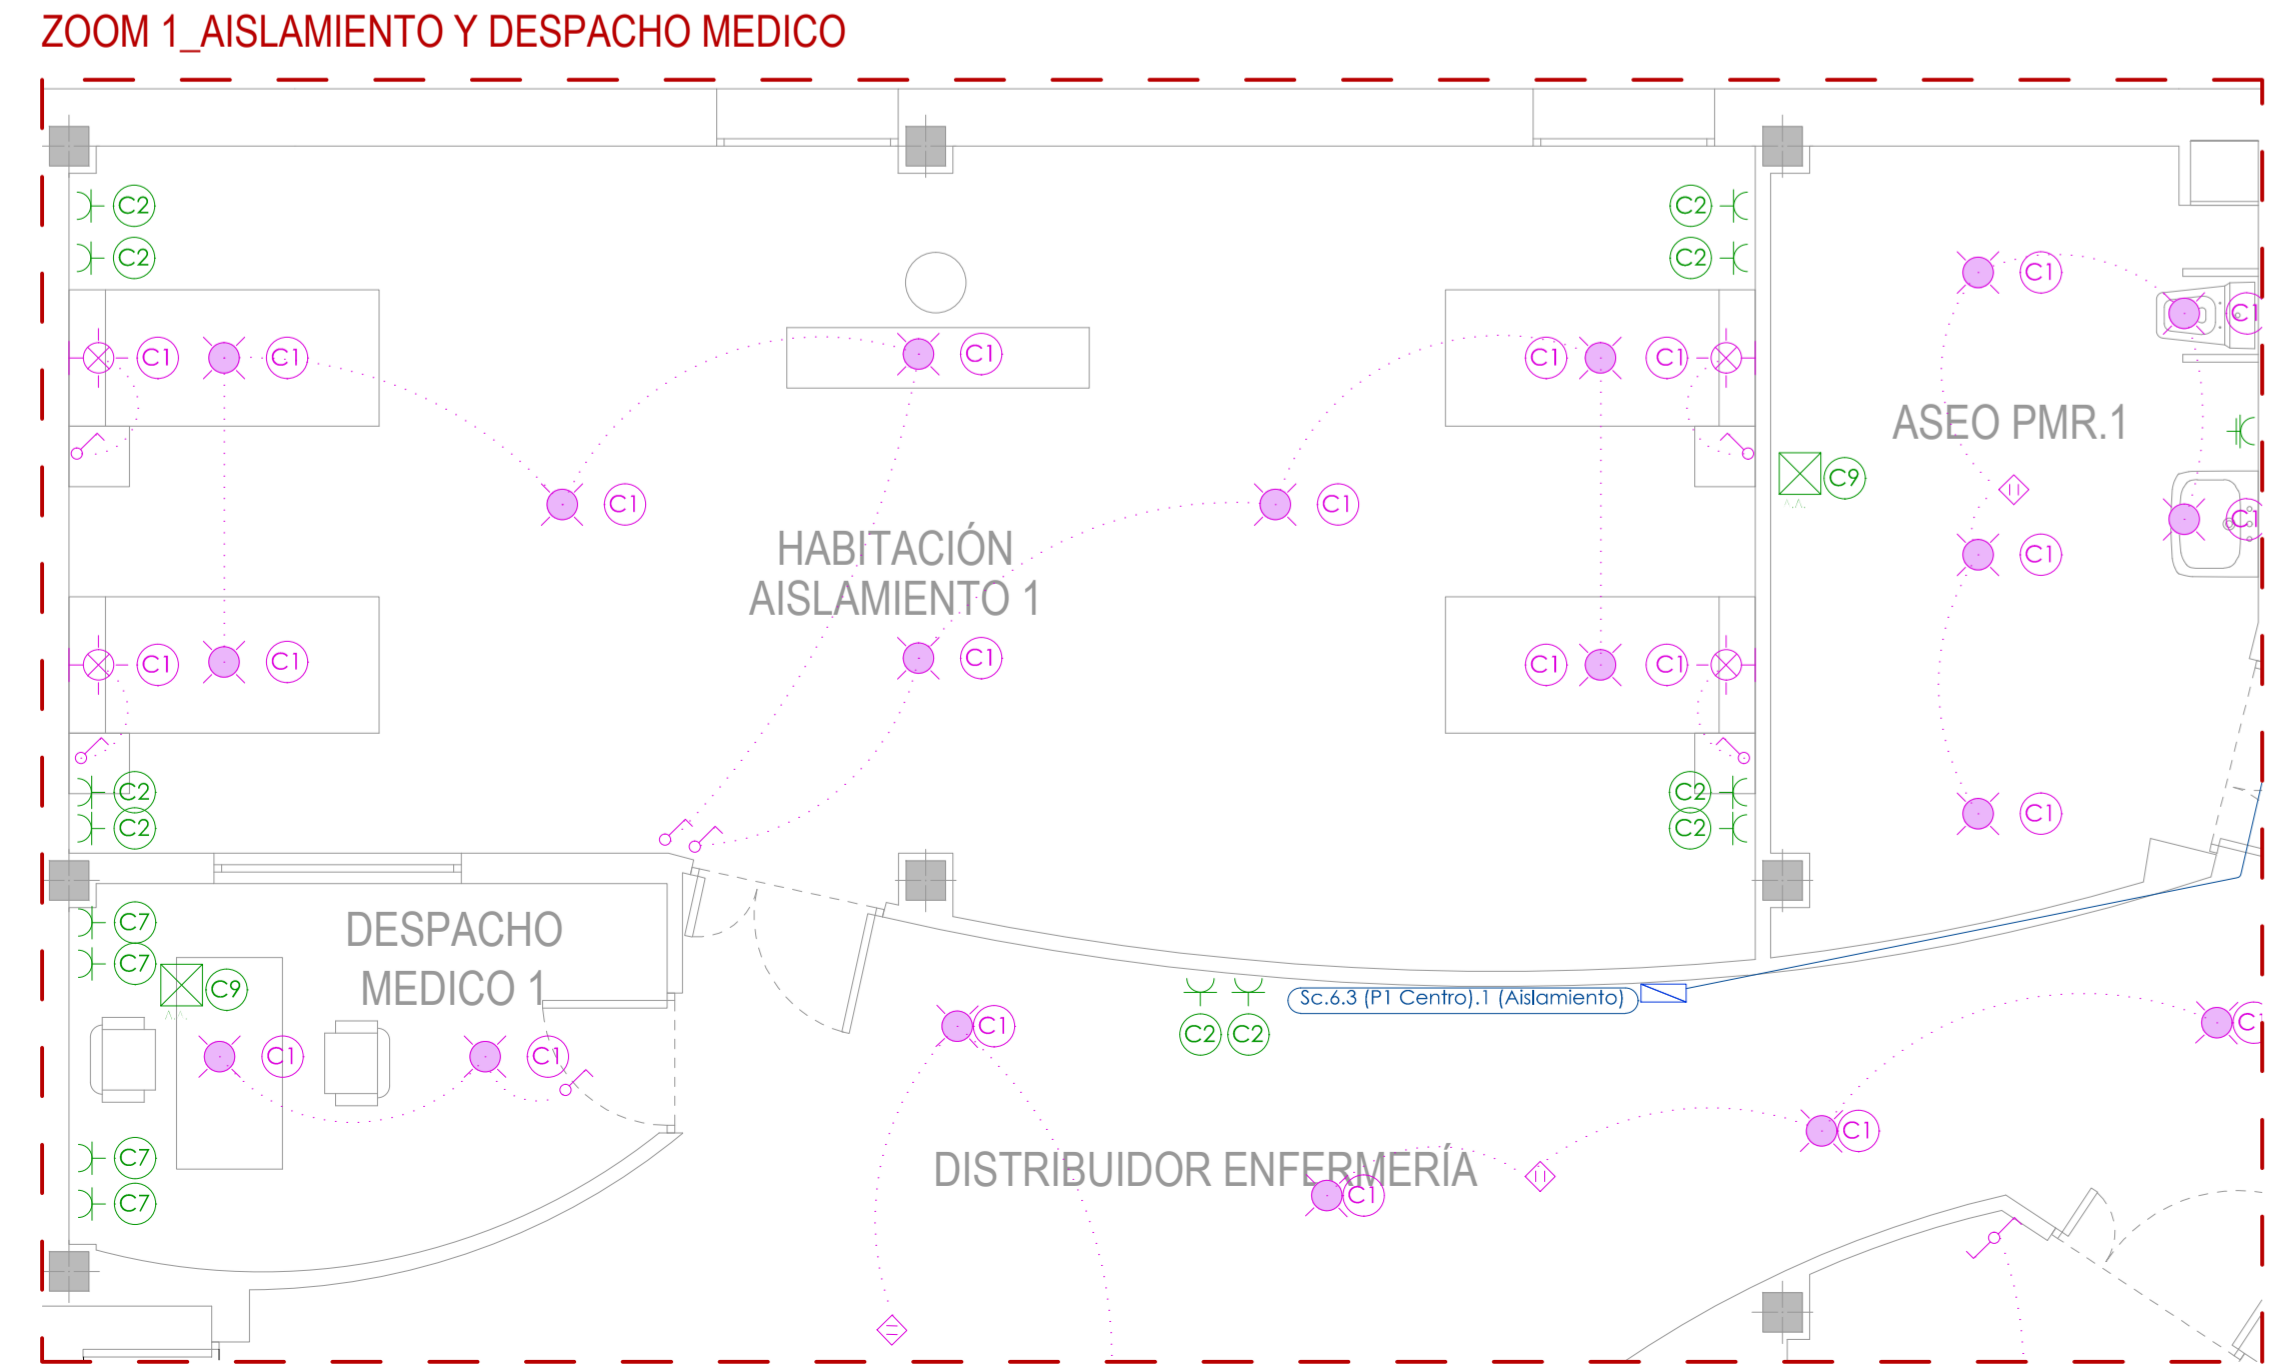 ZOOM 1_AISLAMIENTO Y DESPACHO MEDICO
C2 C2
C2 C2
C1
C1
C1 C1 C1 C1 C1
ASEO PMR.1
C9
C1 C1
C1
C1
HABITACIÓN
AISLAMIENTO 1
C1 C1 C1 C1 C1
C2 C2
C1
C2 C2
DESPACHO
MEDICO 1
C7
C7
C9
Sc.6.3 (P1 Centro).1 (Aislamiento)
C1
C2 C2
C1 C1
C1
C1
DISTRIBUIDOR ENFERMERÍA
C7
C1
C7